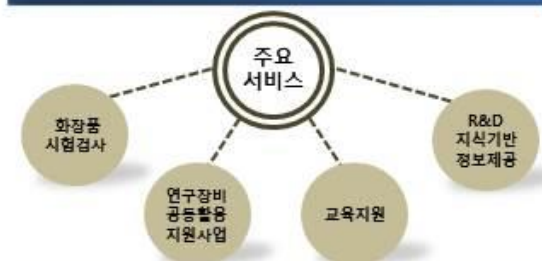 주요
서비스
화장품
시험검사
연구장비
공동활용
지원사업
교육지원
R&D
지식기반
정보제공